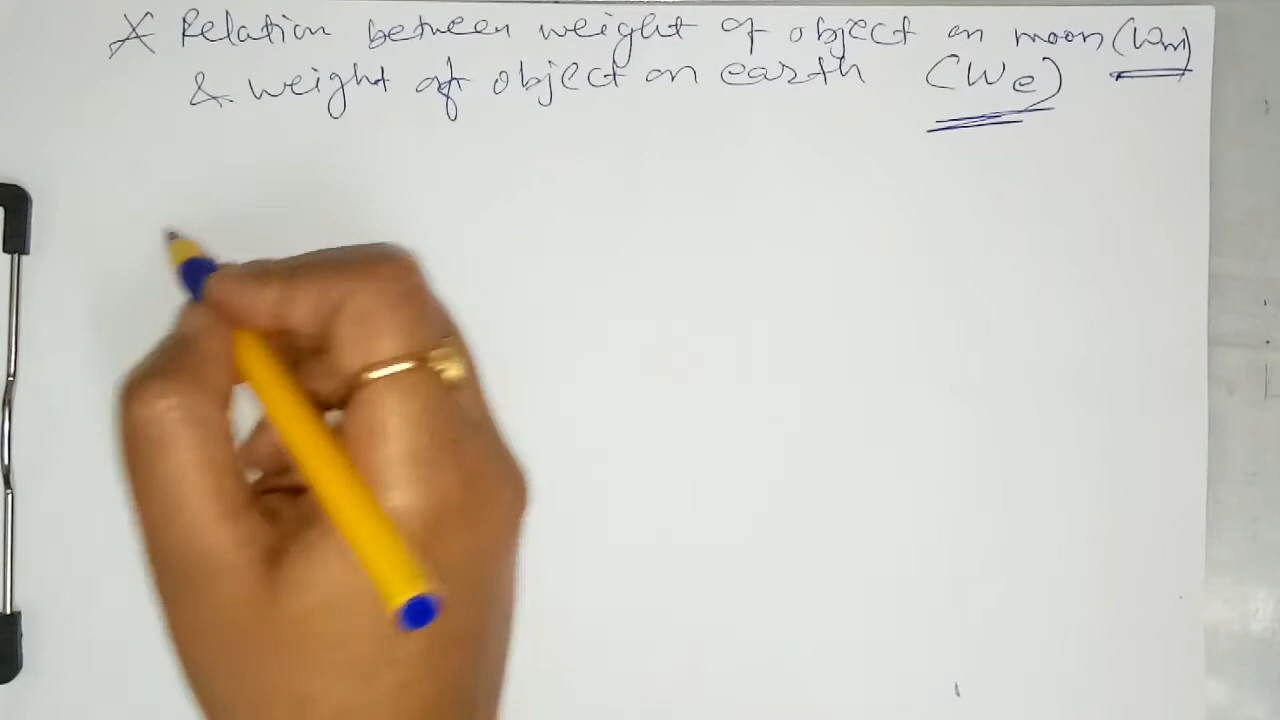 X Relation between weight of object on moon (Wm)
& weight of object on earth (We)